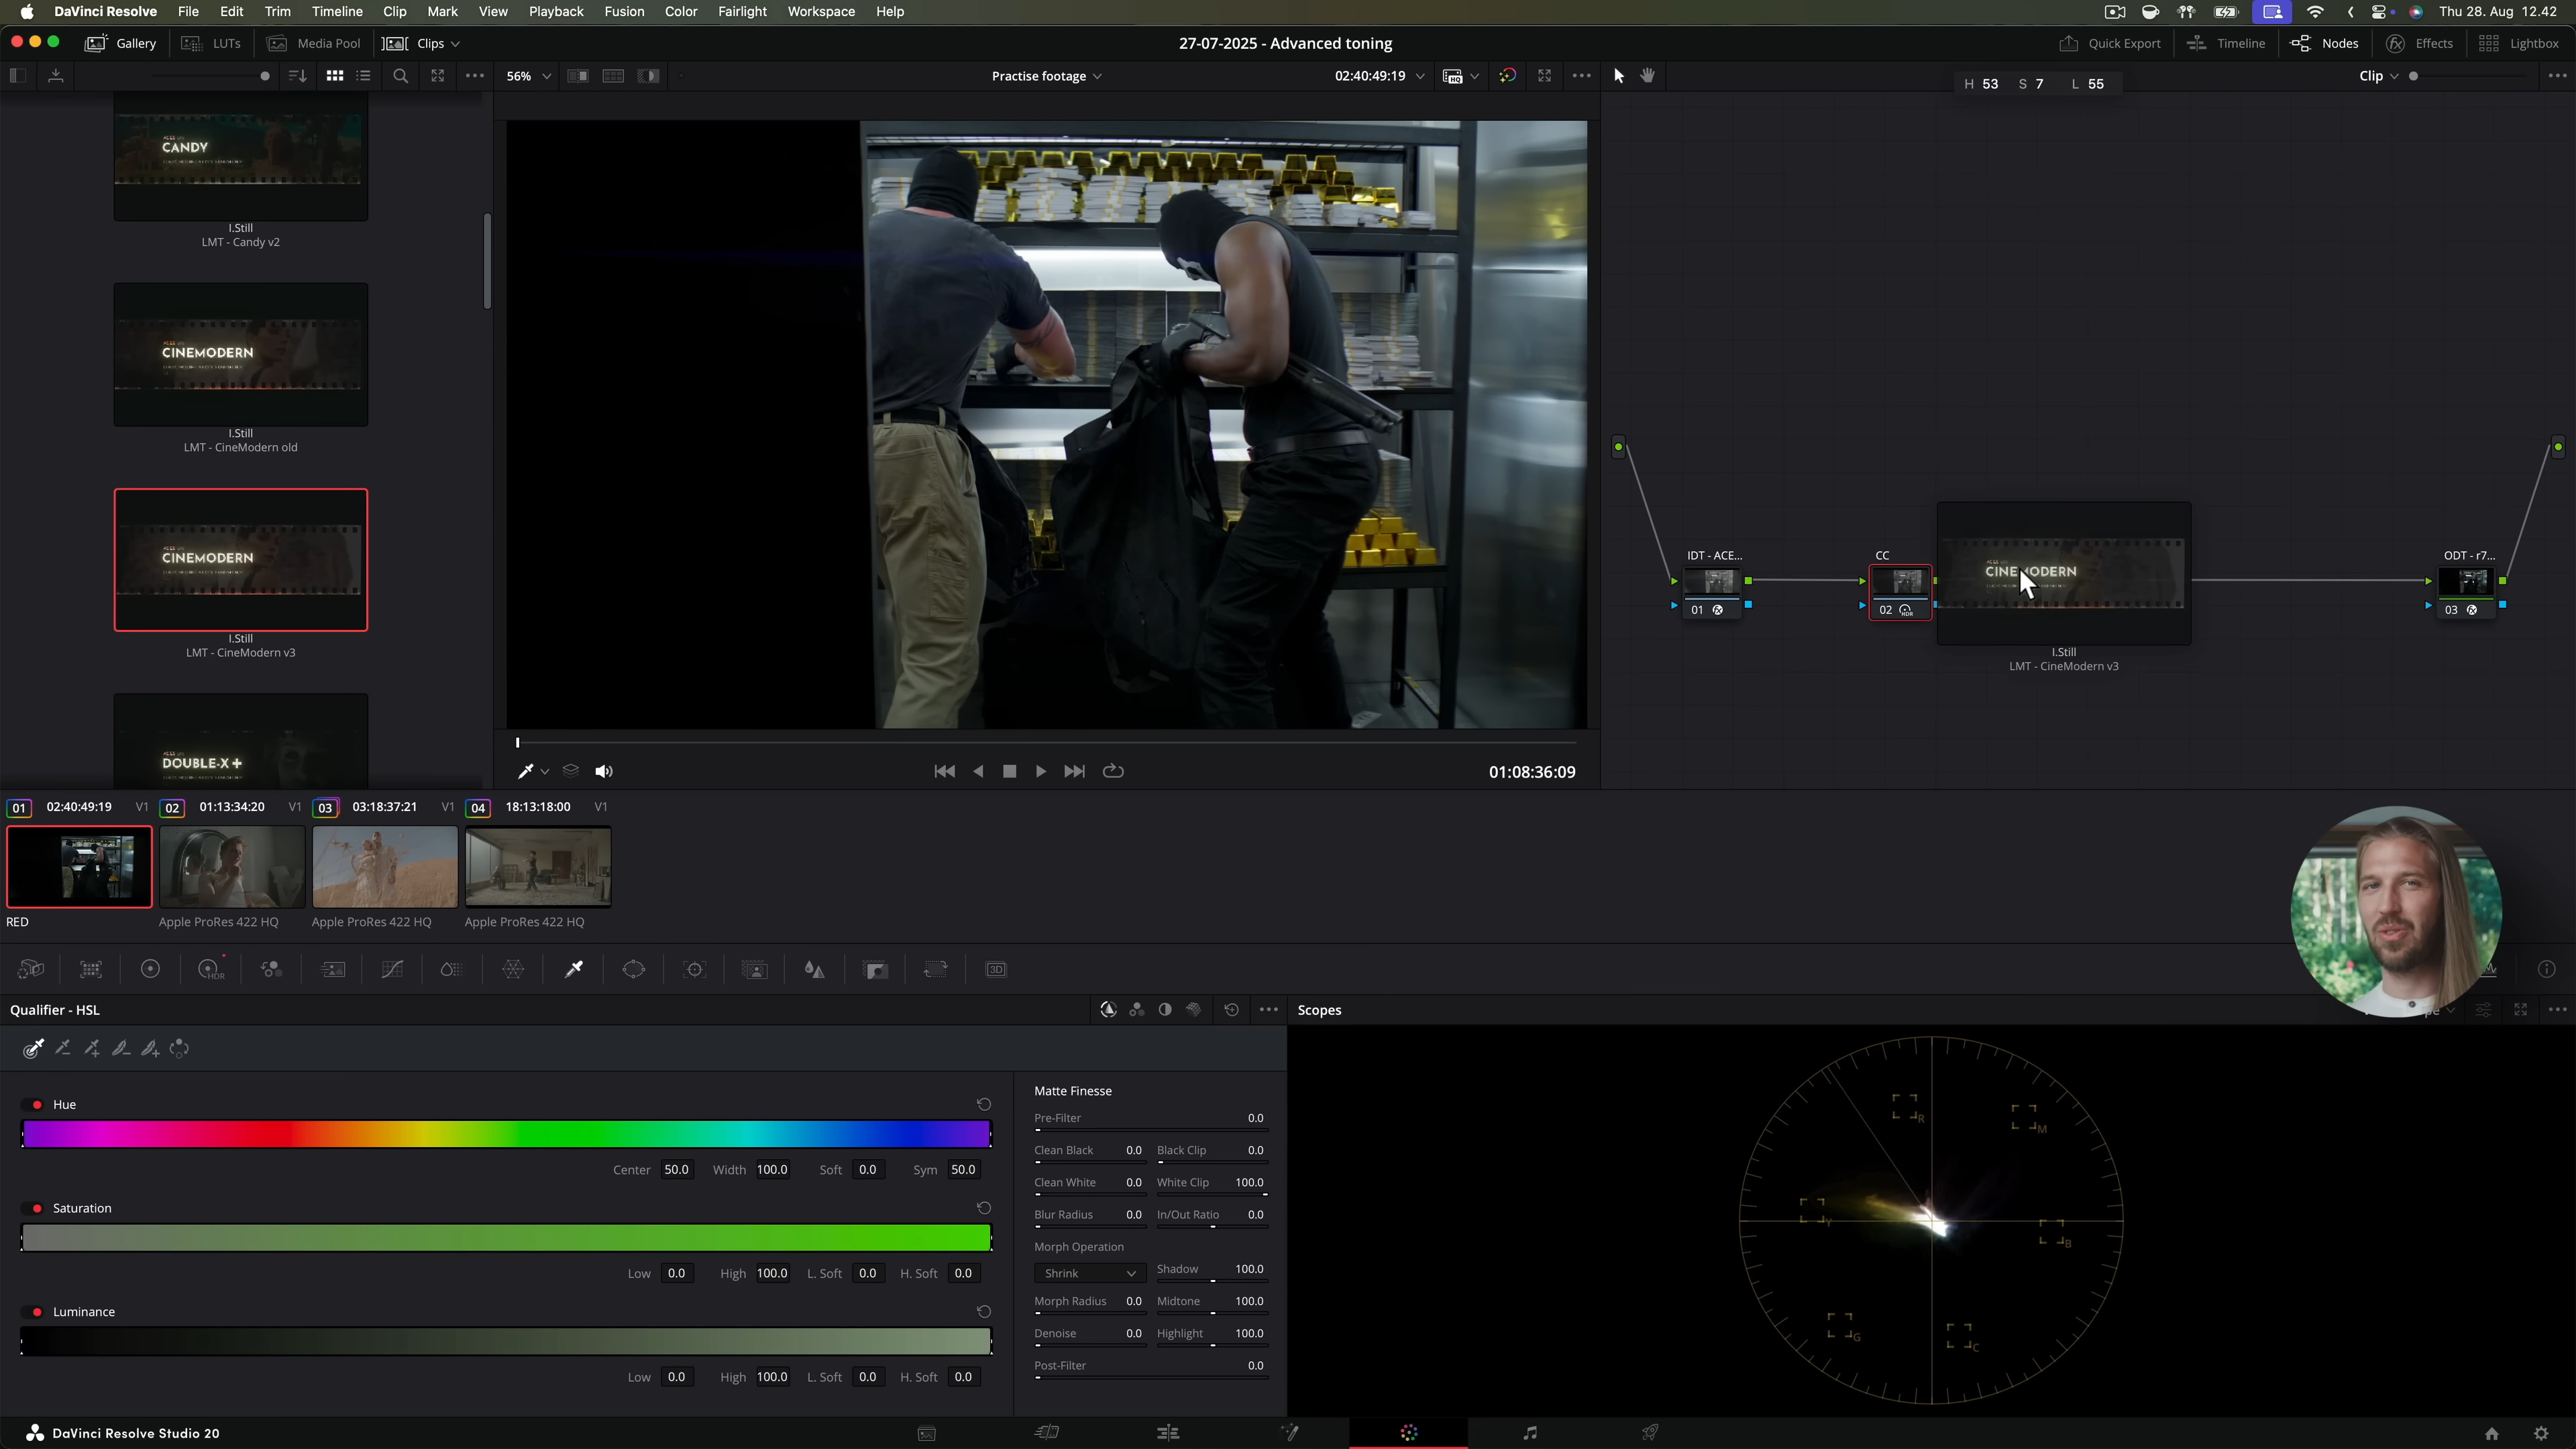 DaVinci Resolve File Edit Trim Timeline Clip Mark View Playback Fusion Color Fairlight Workspace Help
Thu 28. Aug 12.42
Gallery LUTs Media Pool Clips
27-07-2025 - Advanced toning
Quick Export Timeline Nodes Effects Lightbox
56%
Practise footage
02:40:49:19
H 53 S 7 L 55
Clip
CANDY
I.Still
LMT - Candy v2
CINEMODERN
I.Still
LMT - CineModern old
CINEMODERN
I.Still
LMT - CineModern v3
DOUBLE-X +
IDT - ACE...
01
CC
02 HDR
CINEMODERN
I.Still
LMT - CineModern v3
ODT - r7...
03
01:08:36:09
01 02:40:49:19 V1 02 01:13:34:20 V1 03 03:18:37:21 V1 04 18:13:18:00 V1
RED Apple ProRes 422 HQ Apple ProRes 422 HQ Apple ProRes 422 HQ
HDR
3D
Qualifier - HSL
Scopes
Hue
Center 50.0 Width 100.0 Soft 0.0 Sym 50.0
Saturation
Low 0.0 High 100.0 L. Soft 0.0 H. Soft 0.0
Luminance
Low 0.0 High 100.0 L. Soft 0.0 H. Soft 0.0
Matte Finesse
Pre-Filter 0.0
Clean Black 0.0 Black Clip 0.0
Clean White 0.0 White Clip 100.0
Blur Radius 0.0 In/Out Ratio 0.0
Morph Operation
Shrink Shadow 100.0
Morph Radius 0.0 Midtone 100.0
Denoise 0.0 Highlight 100.0
Post-Filter 0.0
R
M
Y
B
G
C
DaVinci Resolve Studio 20